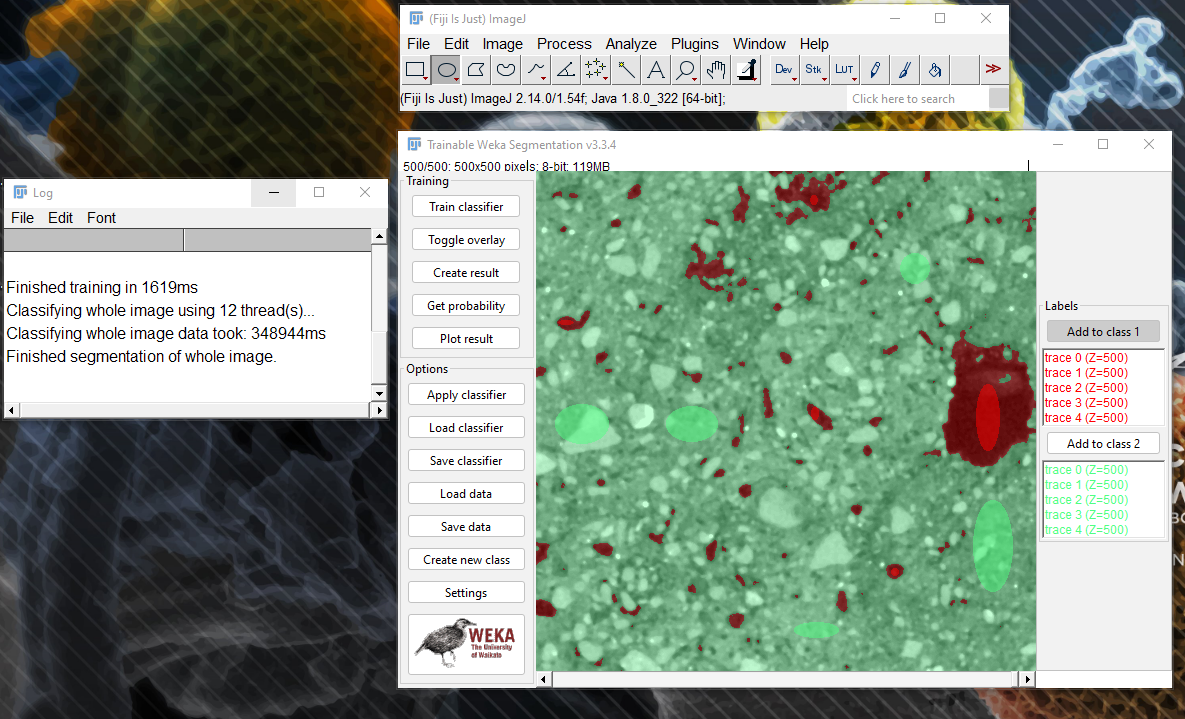 (Fiji Is Just) ImageJ
File Edit Image Process Analyze Plugins Window Help
Dev Stk LUT
(Fiji Is Just) ImageJ 2.14.0/1.54f; Java 1.8.0_322 [64-bit];
Click here to search
Log
File Edit Font
Finished training in 1619ms
Classifying whole image using 12 thread(s)...
Classifying whole image data took: 348944ms
Finished segmentation of whole image.
Trainable Weka Segmentation v3.3.4
500/500; 500x500 pixels; 8-bit; 119MB
Training
Train classifier
Toggle overlay
Create result
Get probability
Plot result
Options
Apply classifier
Load classifier
Save classifier
Load data
Save data
Create new class
Settings
WEKA
The University
of Waikato
Labels
Add to class 1
trace 0 (Z=500)
trace 1 (Z=500)
trace 2 (Z=500)
trace 3 (Z=500)
trace 4 (Z=500)
Add to class 2
trace 0 (Z=500)
trace 1 (Z=500)
trace 2 (Z=500)
trace 3 (Z=500)
trace 4 (Z=500)